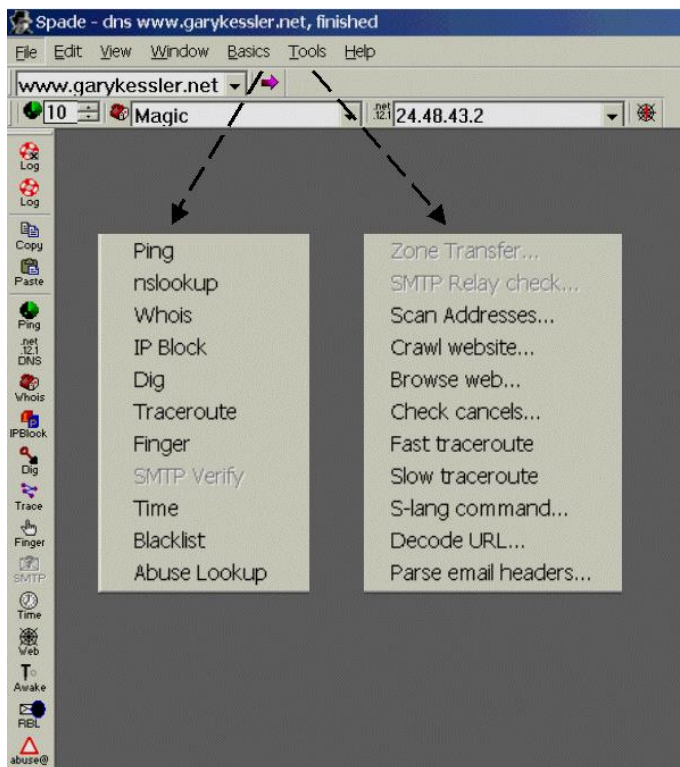 Spade - dns www.garykessler.net, finished
File Edit View Window Basics Tools Help
www.garykessler.net
10 Magic .net .12.1 24.48.43.2
Log
Log
Copy
Paste
Ping
.net .12.1 DNS
Whois
IPBlock
Dig
Trace
Finger
SMTP
Time
Web
Awake
RBL
abuse@
Ping
nslookup
Whois
IP Block
Dig
Traceroute
Finger
SMTP Verify
Time
Blacklist
Abuse Lookup
Zone Transfer...
SMTP Relay check...
Scan Addresses...
Crawl website...
Browse web...
Check cancels...
Fast traceroute
Slow traceroute
S-lang command...
Decode URL...
Parse email headers...